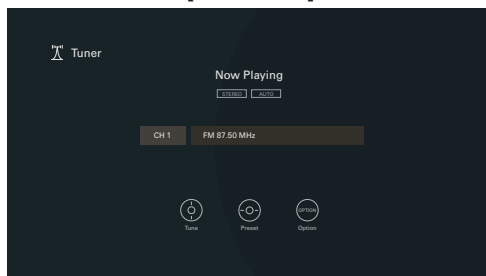 Tuner
Now Playing
STEREO AUTO
CH 1 FM 87.50 MHz
OPTION
Tune Preset Option